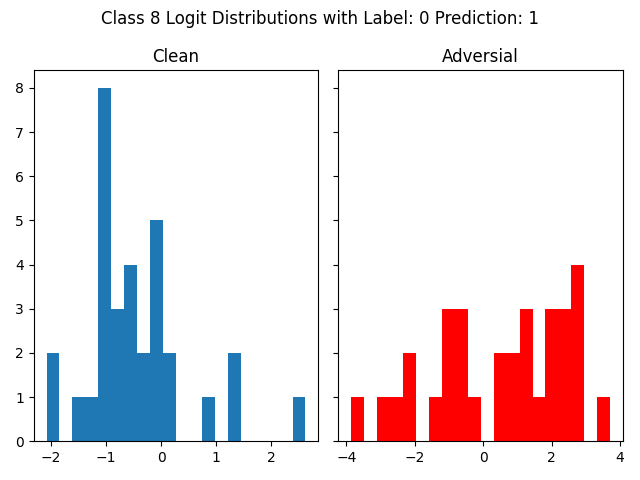 Class 8 Logit Distributions with Label: 0 Prediction: 1
Clean
Adversial
8
7
6
5
4
3
2
1
0
−2 −1 0 1 2
−4 −2 0 2 4